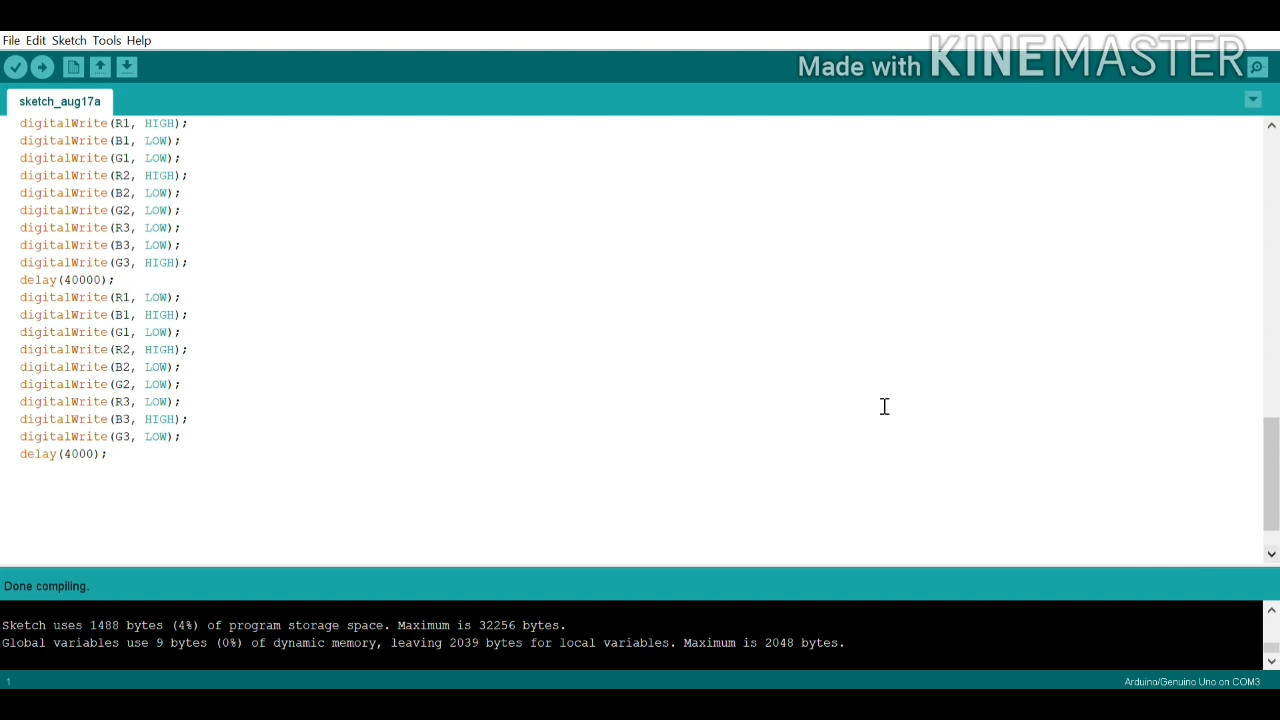 File Edit Sketch Tools Help
Made with KINEMASTER
sketch_aug17a
digitalWrite(R1, HIGH);
digitalWrite(B1, LOW);
digitalWrite(G1, LOW);
digitalWrite(R2, HIGH);
digitalWrite(B2, LOW);
digitalWrite(G2, LOW);
digitalWrite(R3, LOW);
digitalWrite(B3, LOW);
digitalWrite(G3, HIGH);
delay(40000);
digitalWrite(R1, LOW);
digitalWrite(B1, HIGH);
digitalWrite(G1, LOW);
digitalWrite(R2, HIGH);
digitalWrite(B2, LOW);
digitalWrite(G2, LOW);
digitalWrite(R3, LOW);
digitalWrite(B3, HIGH);
digitalWrite(G3, LOW);
delay(4000);
Done compiling.
Sketch uses 1488 bytes (4%) of program storage space. Maximum is 32256 bytes.
Global variables use 9 bytes (0%) of dynamic memory, leaving 2039 bytes for local variables. Maximum is 2048 bytes.
1
Arduino/Genuino Uno on COM3